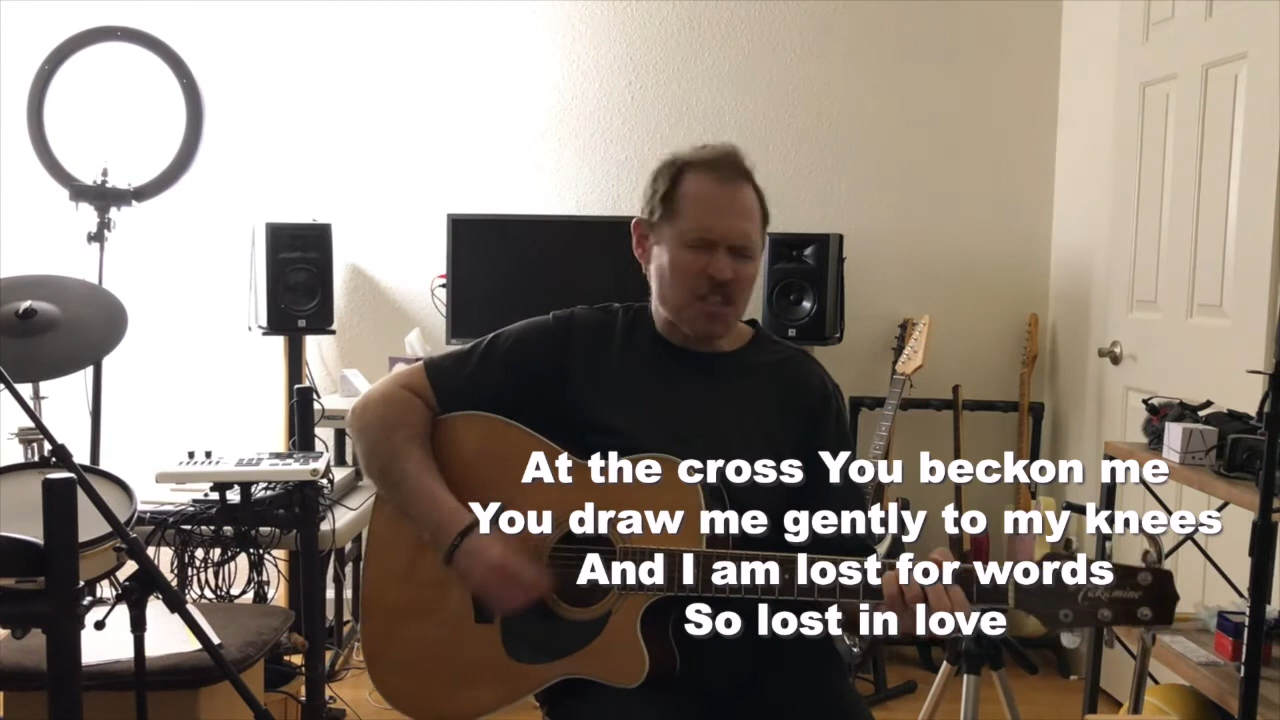 At the cross You beckon me
You draw me gently to my knees
And I am lost for words
So lost in love
Takamine